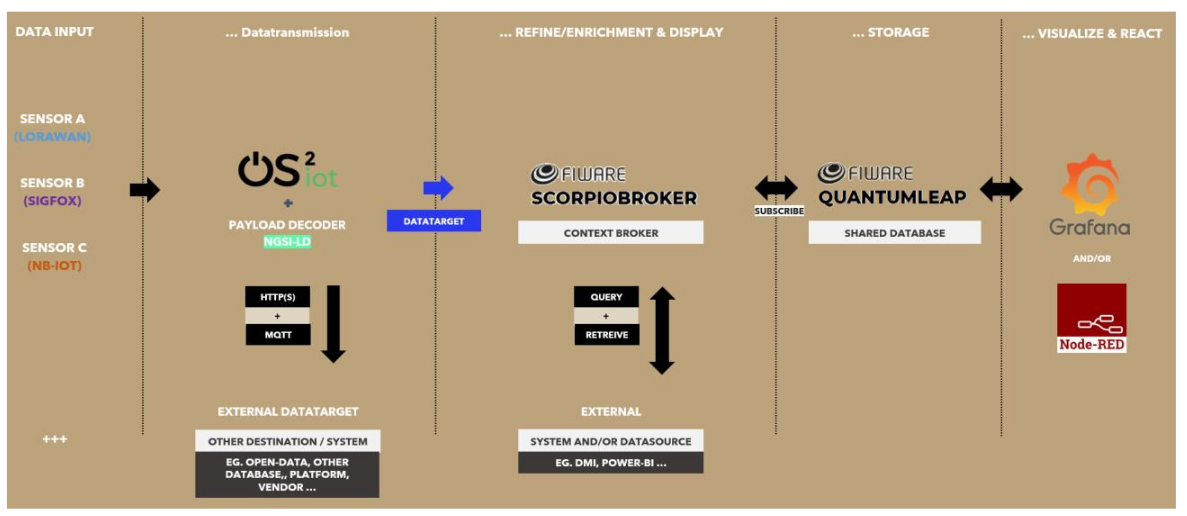 DATA INPUT
... Datatransmission
... REFINE/ENRICHMENT & DISPLAY
... STORAGE
... VISUALIZE & REACT
SENSOR A
(LORAWAN)
SENSOR B
(SIGFOX)
SENSOR C
(NB-IOT)
+++
OS2
iot
+
PAYLOAD DECODER
NGSI-LD
HTTP(S)
+
MQTT
EXTERNAL DATATARGET
OTHER DESTINATION / SYSTEM
EG. OPEN-DATA, OTHER
DATABASE,, PLATFORM,
VENDOR ...
DATATARGET
FIWARE
SCORPIOBROKER
CONTEXT BROKER
QUERY
+
RETREIVE
EXTERNAL
SYSTEM AND/OR DATASOURCE
EG. DMI, POWER-BI ...
SUBSCRIBE
FIWARE
QUANTUMLEAP
SHARED DATABASE
Grafana
AND/OR
Node-RED